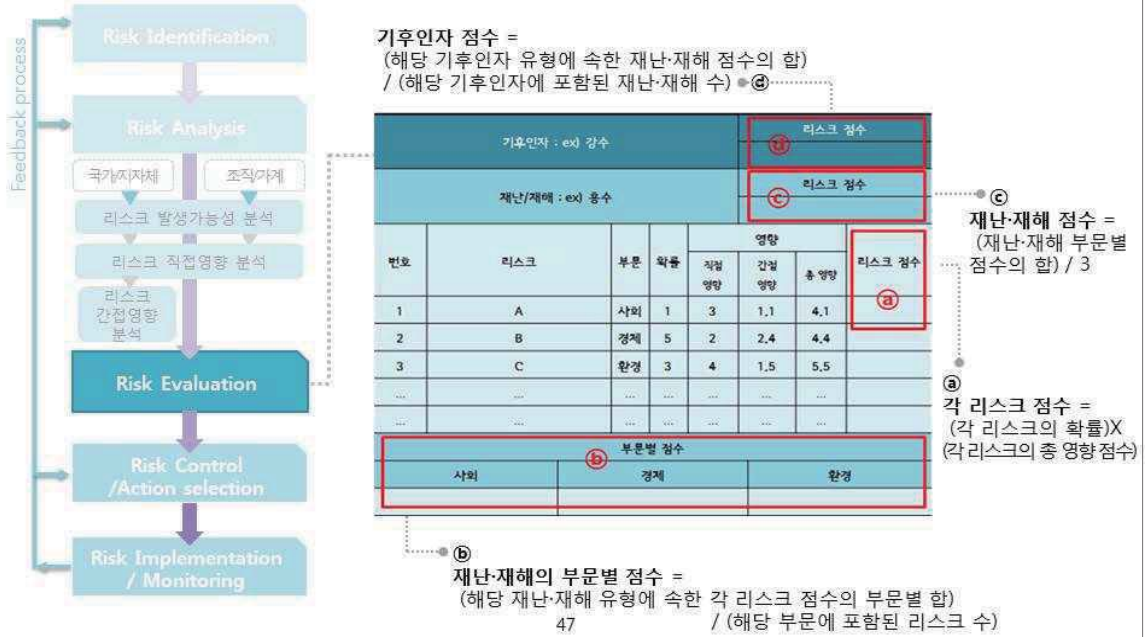 Feedback process
Risk Identification
Risk Analysis
국가/지자체
조직/가계
리스크 발생가능성 분석
리스크 직접영향 분석
리스크
간접영향
분석
Risk Evaluation
Risk Control
/Action selection
Risk Implementation
/ Monitoring
기후인자 점수 =
(해당 기후인자 유형에 속한 재난·재해 점수의 합)
/ (해당 기후인자에 포함된 재난·재해 수) ⓓ
기후인자 : ex) 강수
리스크 점수
ⓓ
재난/재해 : ex) 홍수
리스크 점수
ⓒ
번호 리스크 부문 확률 영향 리스크 점수
직접 영향 간접 영향 총 영향
ⓐ
1 A 사회 1 3 1.1 4.1
2 B 경제 5 2 2.4 4.4
3 C 환경 3 4 1.5 5.5
... ... ... ... ... ... ...
... ... ... ... ... ... ...
부문별 점수
ⓑ
사회 경제 환경
ⓒ
재난·재해 점수 =
(재난·재해 부문별
점수의 합) / 3
ⓐ
각 리스크 점수 =
(각 리스크의 확률)X
(각 리스크의 총 영향 점수)
ⓑ
재난·재해의 부문별 점수 =
(해당 재난·재해 유형에 속한 각 리스크 점수의 부문별 합)
/ (해당 부문에 포함된 리스크 수)
47